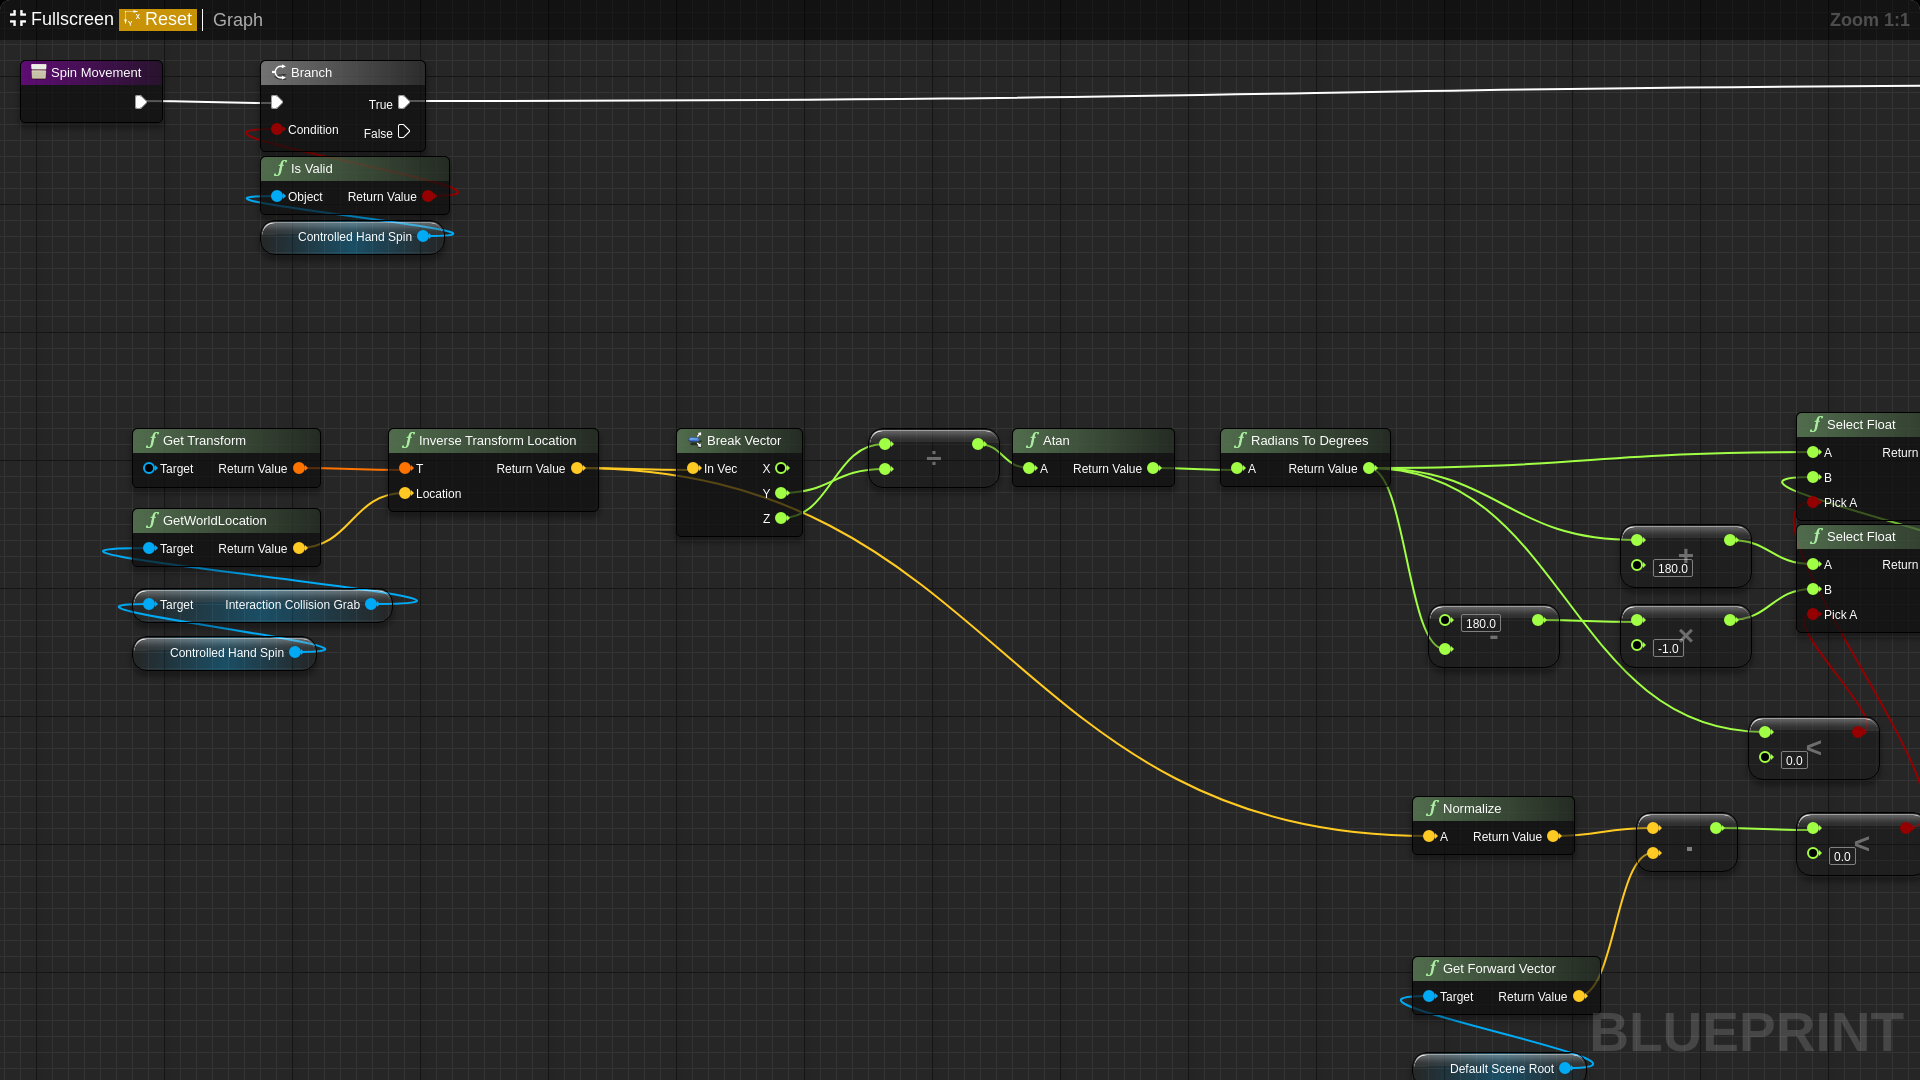 Fullscreen Reset Graph Zoom 1:1
Spin Movement
Branch
True
Condition False
Is Valid
Object Return Value
Controlled Hand Spin
Get Transform
Target Return Value
GetWorldLocation
Target Return Value
Target Interaction Collision Grab
Controlled Hand Spin
Inverse Transform Location
T Return Value
Location
Break Vector
In Vec X
Y
Z
÷
Atan
A Return Value
Radians To Degrees
A Return Value
Select Float
A Return
B
Pick A
Select Float
A Return
B
Pick A
+
180.0
180.0
-
×
-1.0
<
0.0
Normalize
A Return Value
.
<
0.0
Get Forward Vector
Target Return Value
Default Scene Root
BLUEPRINT